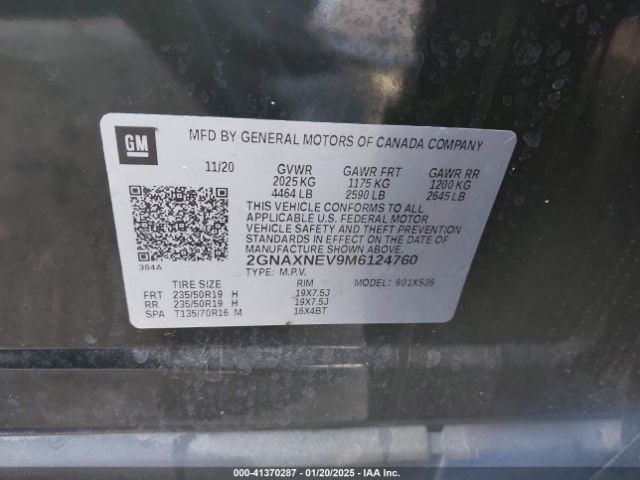 GM
MFD BY GENERAL MOTORS OF CANADA COMPANY
11/20 GVWR GAWR FRT GAWR RR
2025 KG 1175 KG 1200 KG
4464 LB 2590 LB 2645 LB
THIS VEHICLE CONFORMS TO ALL
APPLICABLE U.S. FEDERAL MOTOR
VEHICLE SAFETY AND THEFT PREVENTION
STANDARDS IN EFFECT ON THE DATE OF
MANUFACTURE SHOWN ABOVE.
384A
2GNAXNEV9M6124760
TYPE: M.P.V. MODEL: 901XS26
TIRE SIZE RIM
FRT 235/50R19 H 19X7.5J
RR 235/50R19 H 19X7.5J
SPA T135/70R16 M 16X4BT
000-41370287 - 01/20/2025 - IAA Inc.